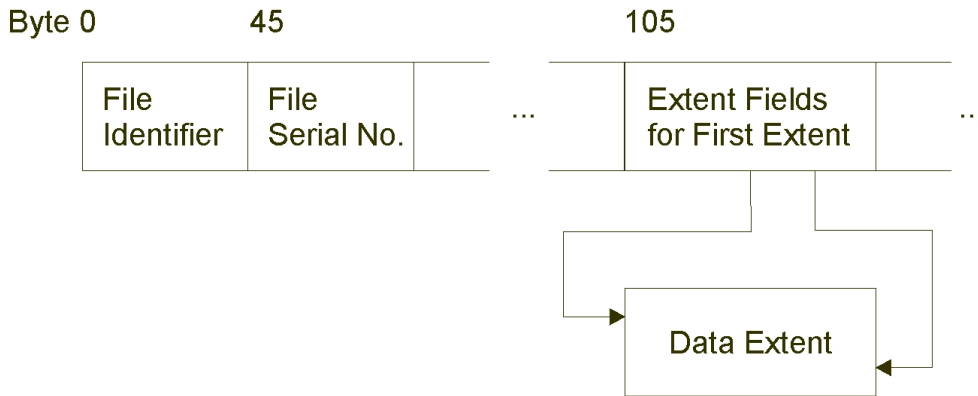 Byte 0 45 105
File Identifier
File Serial No.
...
Extent Fields for First Extent
..
Data Extent